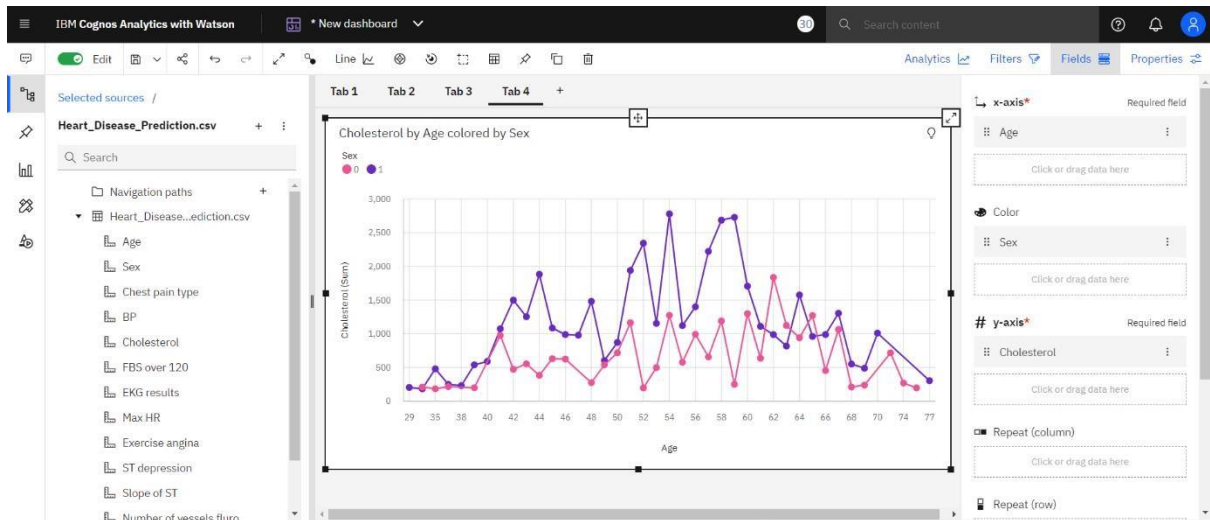 IBM Cognos Analytics with Watson
* New dashboard
30
Search content
Edit
Line
Analytics
Filters
Fields
Properties
Selected sources /
Heart_Disease_Prediction.csv
Search
Navigation paths
Heart_Disease...ediction.csv
Age
Sex
Chest pain type
BP
Cholesterol
FBS over 120
EKG results
Max HR
Exercise angina
ST depression
Slope of ST
Number of vessels fluro
Tab 1 Tab 2 Tab 3 Tab 4 +
Cholesterol by Age colored by Sex
Sex
0 1
3,000
2,500
2,000
1,500
1,000
500
0
Cholesterol (Sum)
29 35 38 40 42 44 46 48 50 52 54 56 58 60 62 64 66 68 70 74 77
Age
x-axis* Required field
Age
Click or drag data here
Color
Sex
Click or drag data here
y-axis* Required field
Cholesterol
Click or drag data here
Repeat (column)
Click or drag data here
Repeat (row)